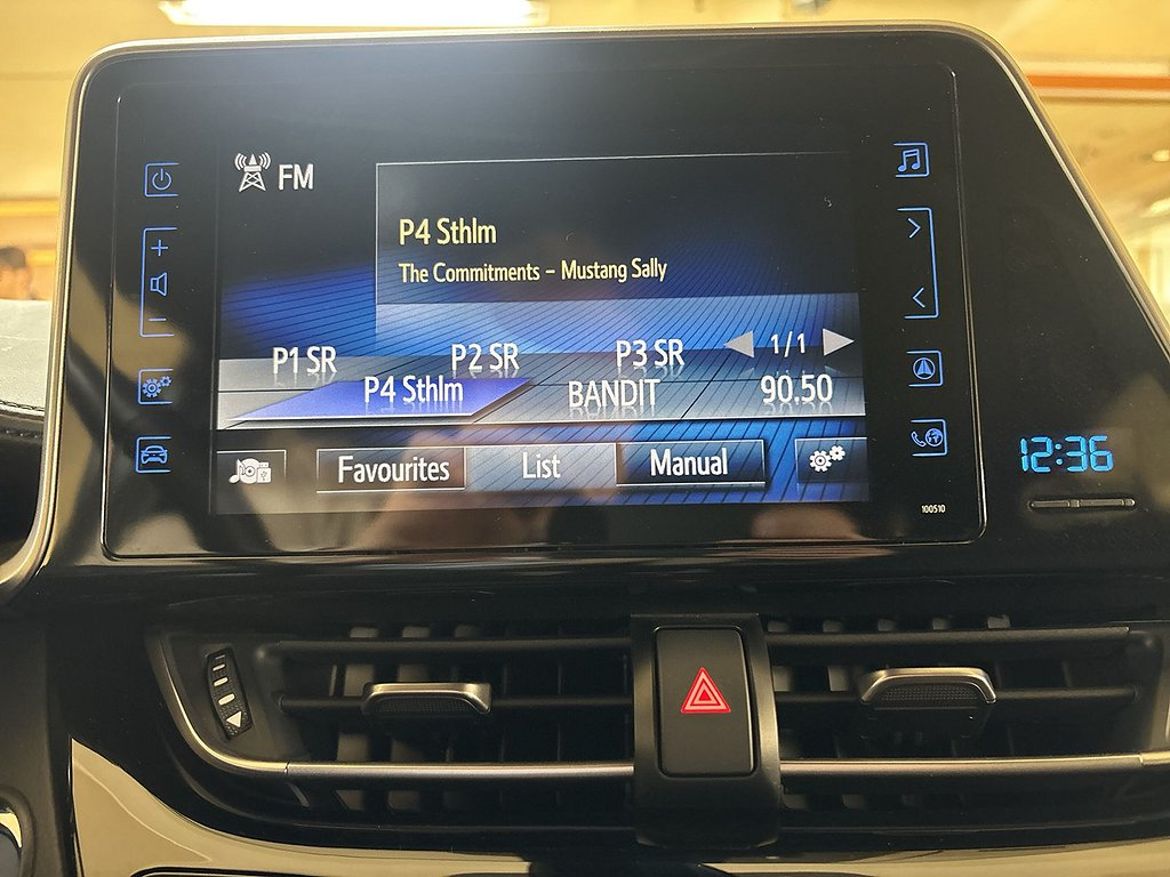 FM
P4 Sthlm
The Commitments – Mustang Sally
P1 SR P2 SR P3 SR 1/1
P4 Sthlm BANDIT 90.50
Favourites List Manual
12:36
100510